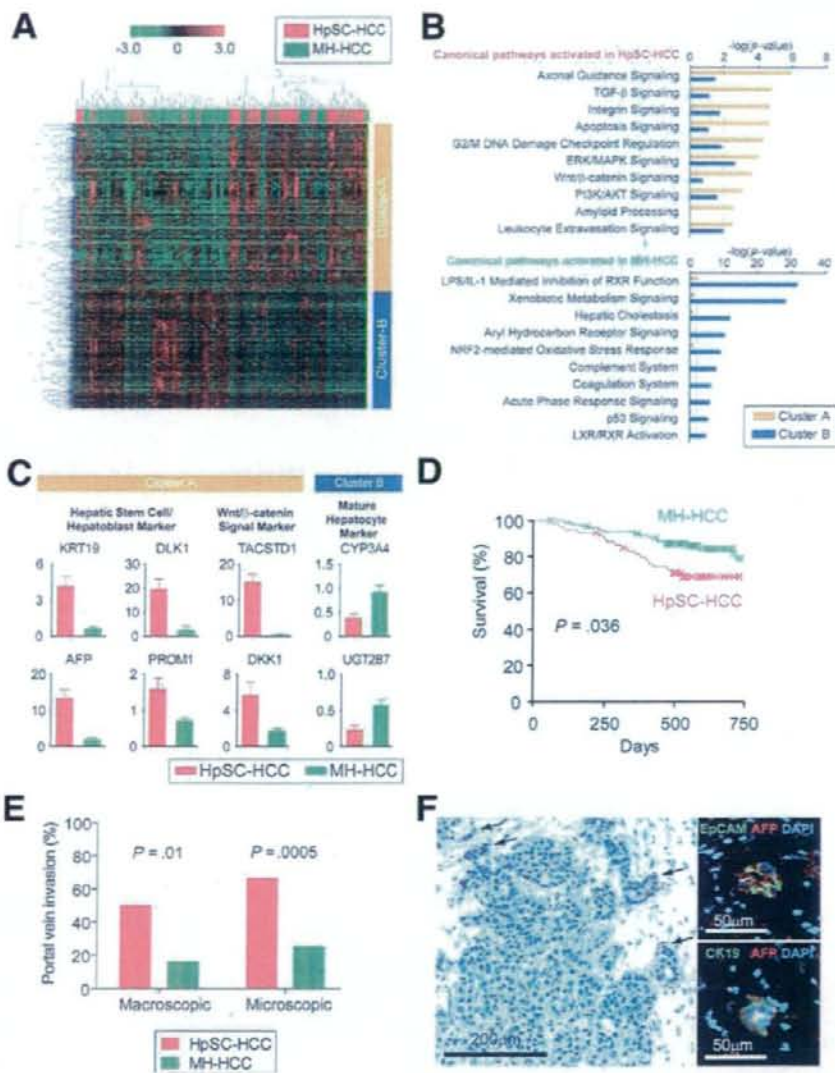 A
-3.0 0 3.0
HpSC-HCC
MH-HCC
Cluster-A
Cluster-B
B
-log(p-value)
Canonical pathways activated in HpSC-HCC
0 2 4 6 8
Axonal Guidance Signaling
TGF-β Signaling
Integrin Signaling
Apoptosis Signaling
G2/M DNA Damage Checkpoint Regulation
ERK/MAPK Signaling
Wnt/β-catenin Signaling
PI3K/AKT Signaling
Amyloid Processing
Leukocyte Extravasation Signaling
-log(p-value)
Canonical pathways activated in MH-HCC
0 10 20 30 40
LPS/IL-1 Mediated Inhibition of RXR Function
Xenobiotic Metabolism Signaling
Hepatic Cholestasis
Aryl Hydrocarbon Receptor Signaling
NRF2-mediated Oxidative Stress Response
Complement System
Coagulation System
Acute Phase Response Signaling
p53 Signaling
LXR/RXR Activation
Cluster A
Cluster B
C
Cluster A
Cluster B
Hepatic Stem Cell/
Hepatoblast Marker
Wnt/β-catenin
Signal Marker
Mature
Hepatocyte
Marker
KRT19
DLK1
TACSTD1
CYP3A4
6
3
0
30
20
10
0
20
10
0
1.5
1.0
0.5
0
AFP
PROM1
DKK1
UGT2B7
20
10
0
2
1
0
8
4
0
1.0
0.5
0
HpSC-HCC
MH-HCC
D
Survival (%)
100
80
60
40
20
0
MH-HCC
HpSC-HCC
P = .036
0 250 500 750
Days
E
Portal vein invasion (%)
100
80
60
40
20
0
P = .01
P = .0005
Macroscopic
Microscopic
HpSC-HCC
MH-HCC
F
200μm
EpCAM AFP DAPI
50μm
CK19 AFP DAPI
50μm